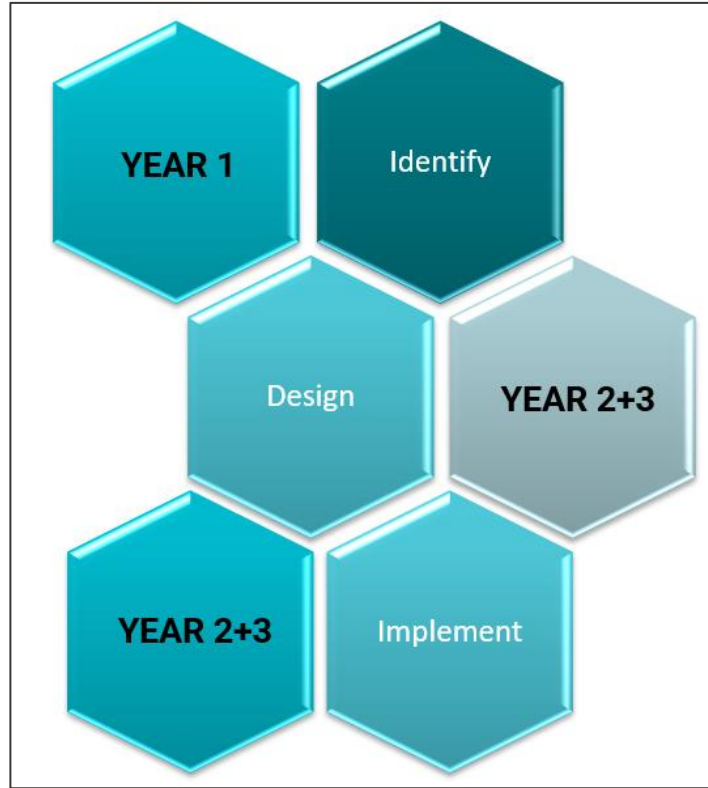 YEAR 1
Identify
Design
YEAR 2+3
YEAR 2+3
Implement